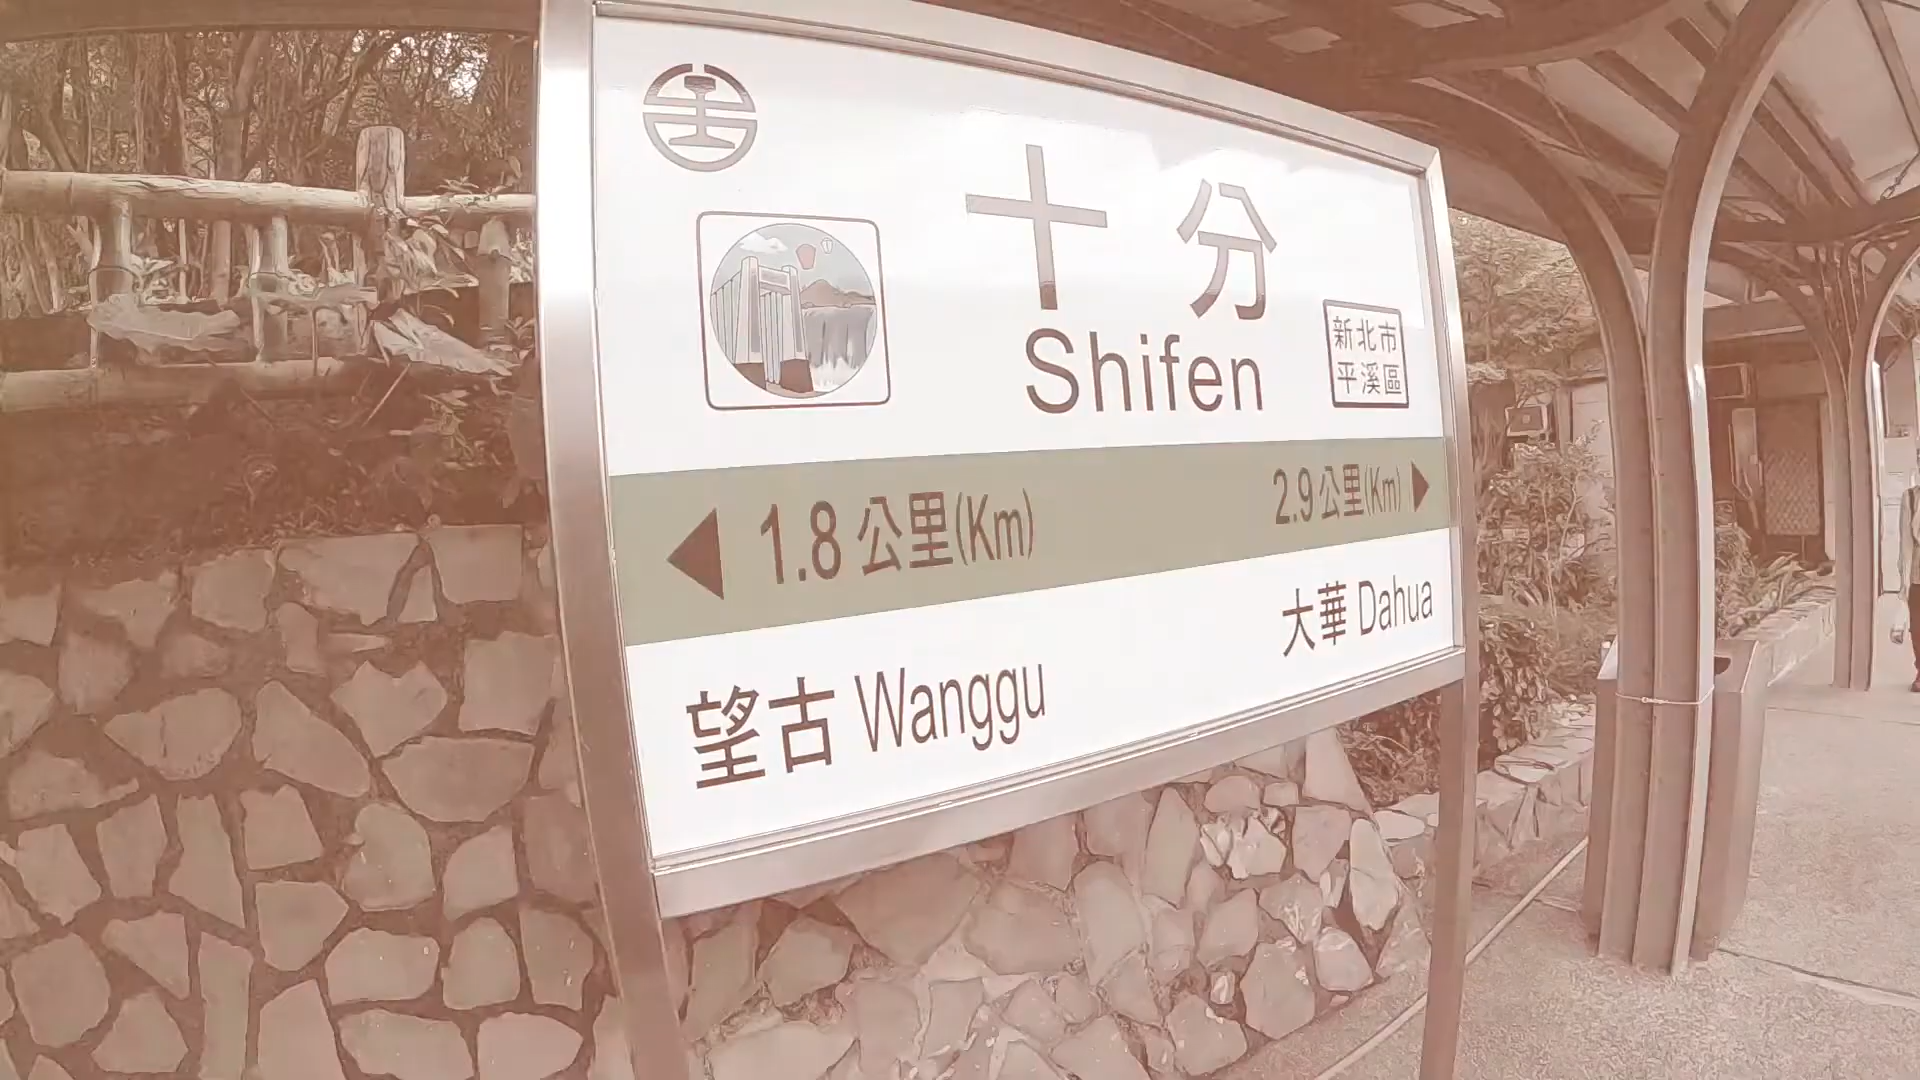 十分
Shifen
新北市
平溪區
1.8公里(Km)
2.9公里(Km)
望古 Wanggu
大華 Dahua